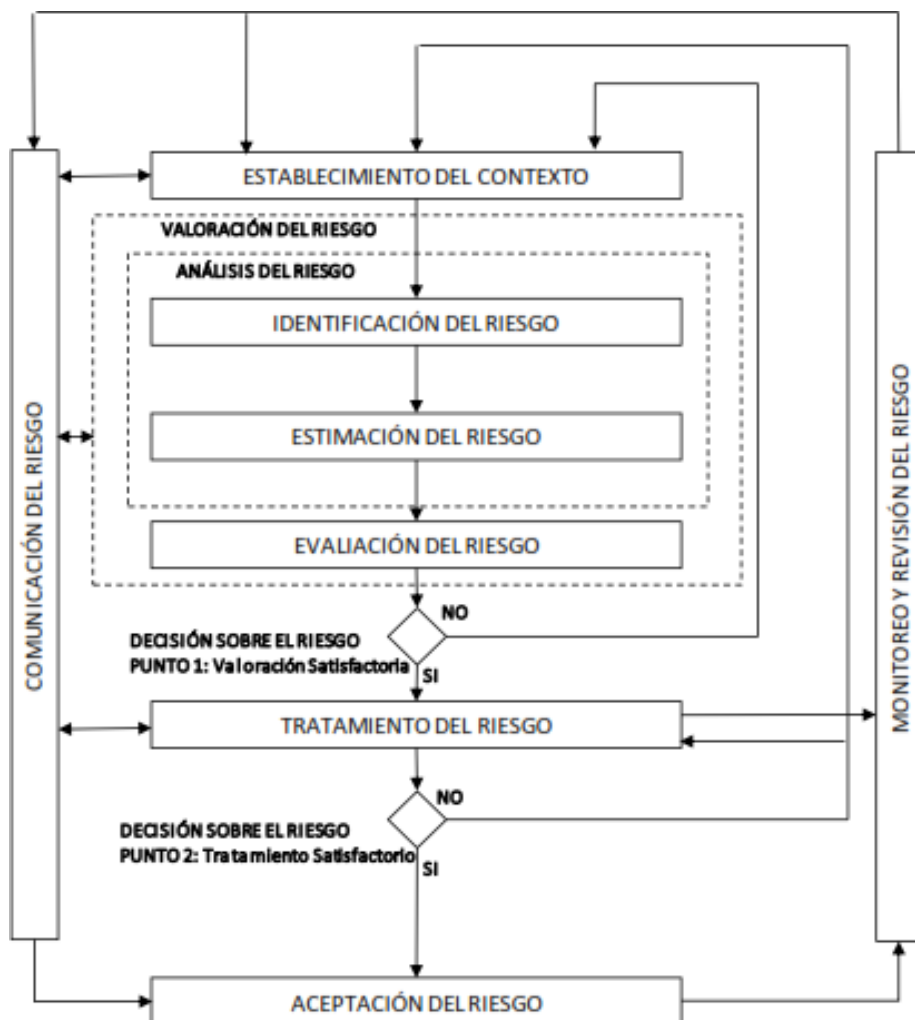 ESTABLECIMIENTO DEL CONTEXTO
VALORACIÓN DEL RIESGO
ANÁLISIS DEL RIESGO
IDENTIFICACIÓN DEL RIESGO
ESTIMACIÓN DEL RIESGO
EVALIACIÓN DEL RIESGO
NO
DECISIÓN SOBRE EL RIESGO
PUNTO 1: Valoración Satisfactoria
SI
TRATAMIENTO DEL RIESGO
NO
DECISIÓN SOBRE EL RIESGO
PUNTO 2: Tratamiento Satisfactorio
SI
ACEPTACIÓN DEL RIESGO
COMUNICACIÓN DEL RIESGO
MONITOREO Y REVISIÓN DEL RIESGO